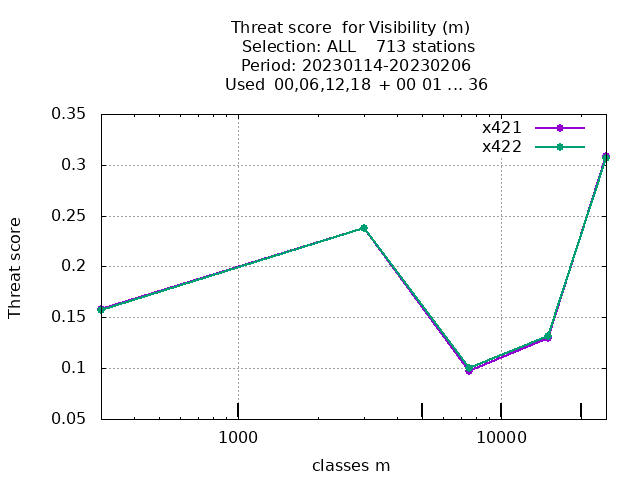 Threat score  for Visibility (m)
Selection: ALL    713 stations
Period: 20230114-20230206
Used  00,06,12,18 + 00 01 ... 36
x421
x422
0.35
0.3
0.25
0.2
0.15
0.1
0.05
Threat score
1000
10000
classes m